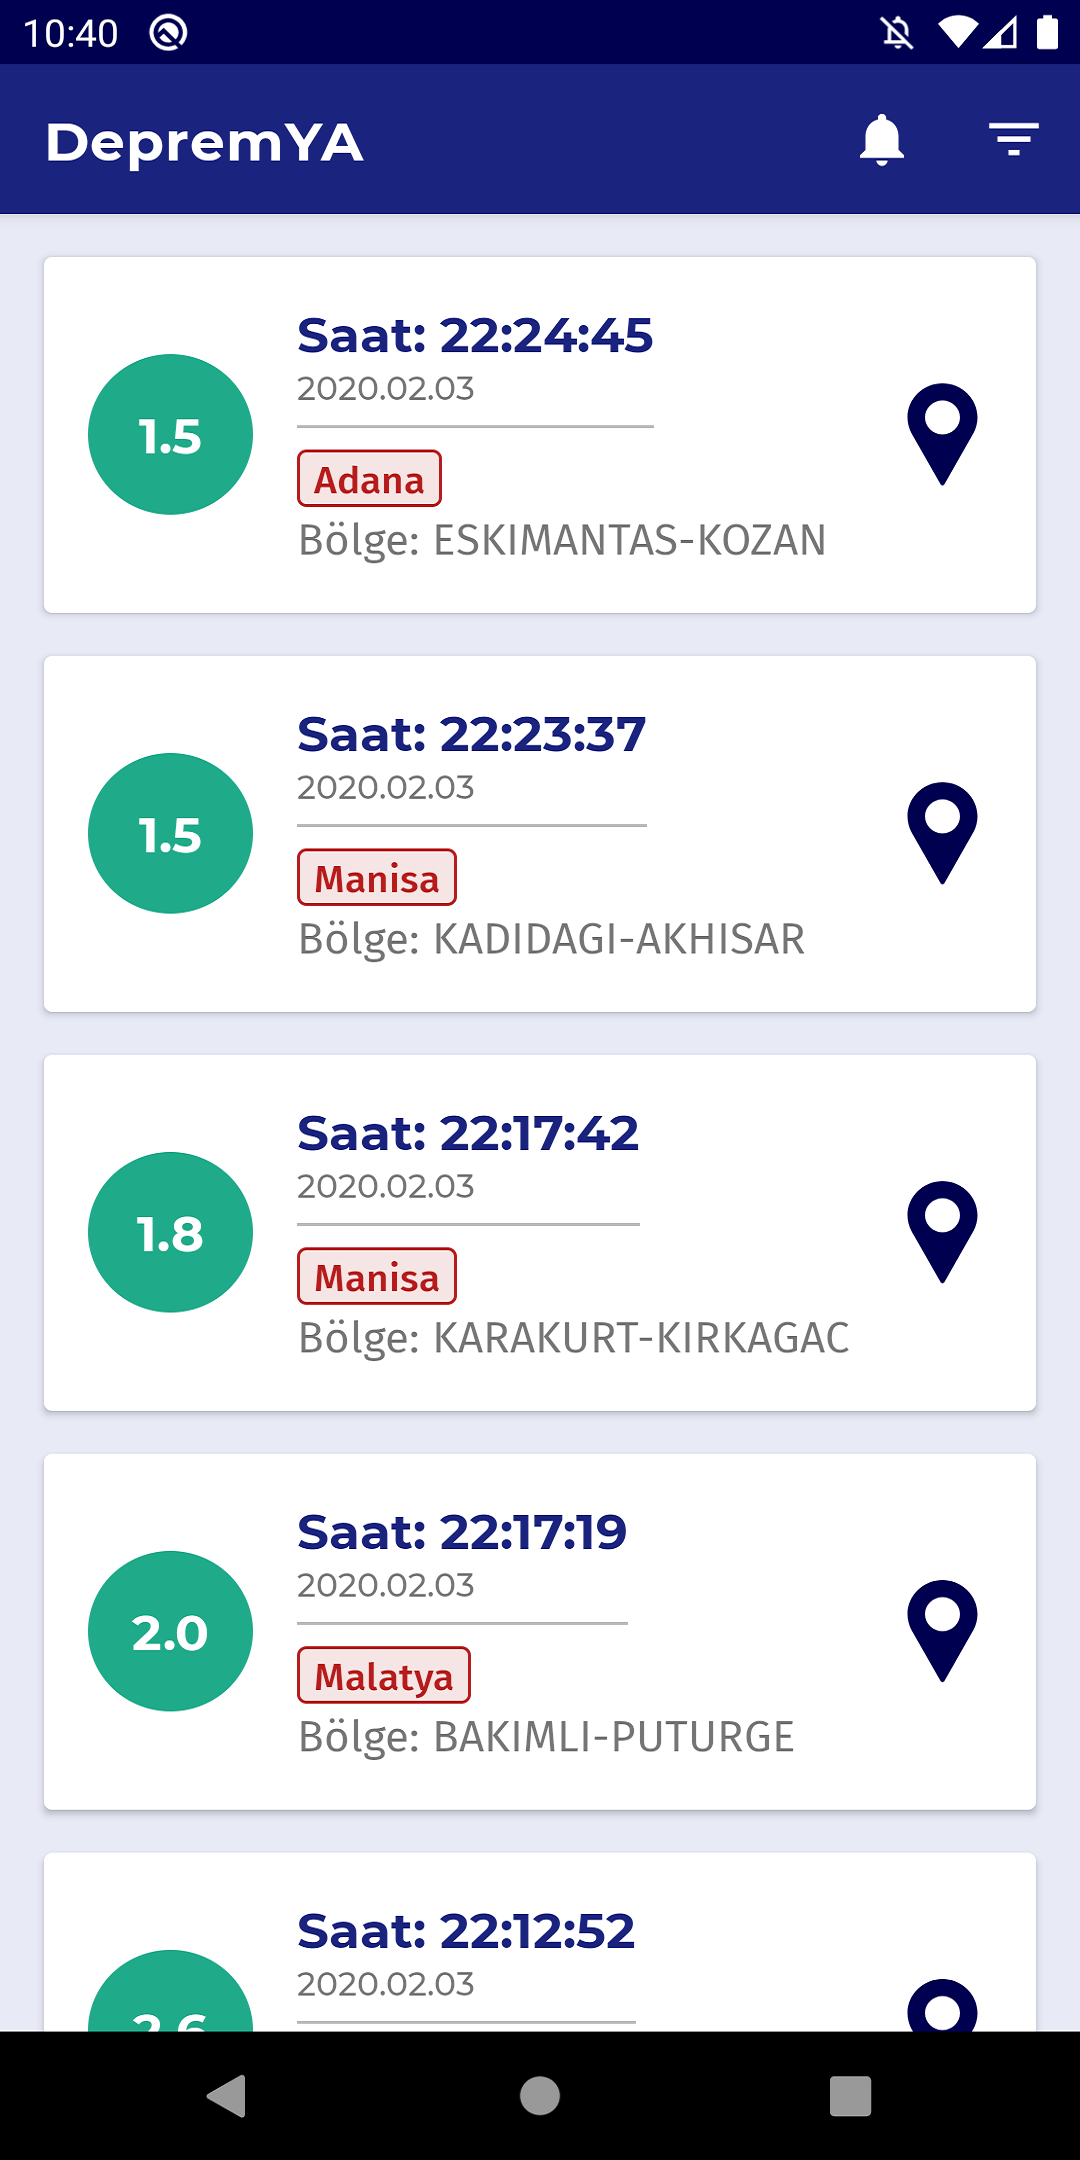 10:40
DepremYA
Saat: 22:24:45
2020.02.03
1.5
Adana
Bölge: ESKIMANTAS-KOZAN
Saat: 22:23:37
2020.02.03
1.5
Manisa
Bölge: KADIDAGI-AKHISAR
Saat: 22:17:42
2020.02.03
1.8
Manisa
Bölge: KARAKURT-KIRKAGAC
Saat: 22:17:19
2020.02.03
2.0
Malatya
Bölge: BAKIMLI-PUTURGE
Saat: 22:12:52
2020.02.03